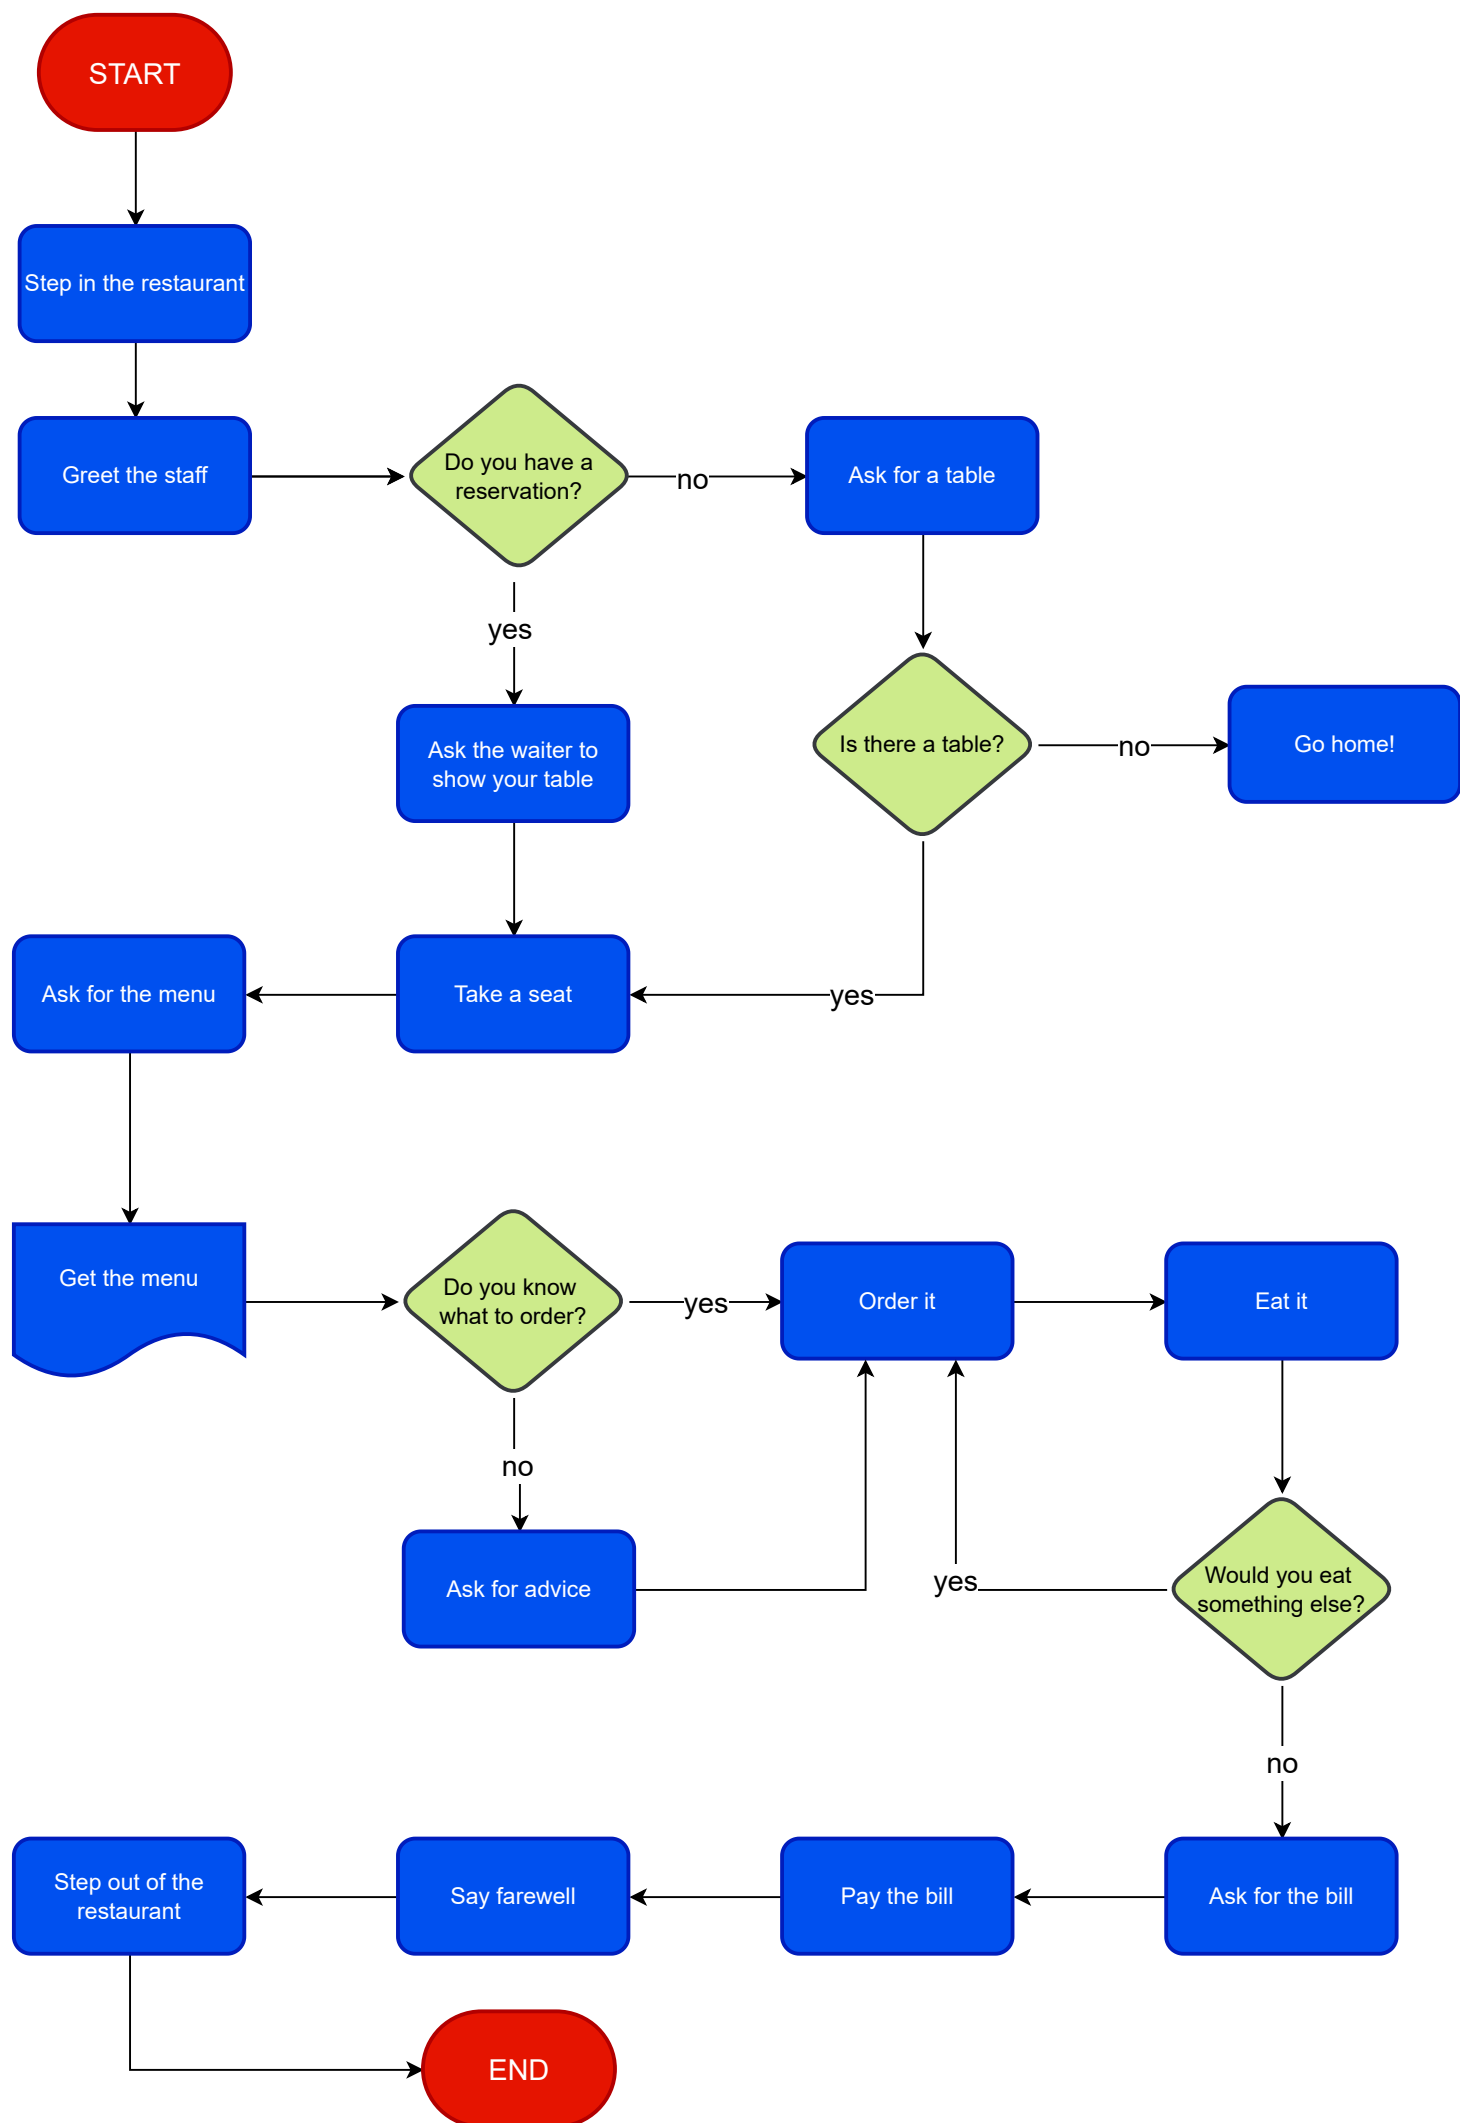 START
Step in the restaurant
Greet the staff
Do you have a
reservation?
no
Ask for a table
yes
Ask the waiter to
show your table
Is there a table?
no
Go home!
Ask for the menu
Take a seat
yes
Get the menu
Do you know
what to order?
yes
Order it
Eat it
no
Ask for advice
yes
Would you eat
something else?
no
Step out of the
restaurant
Say farewell
Pay the bill
Ask for the bill
END